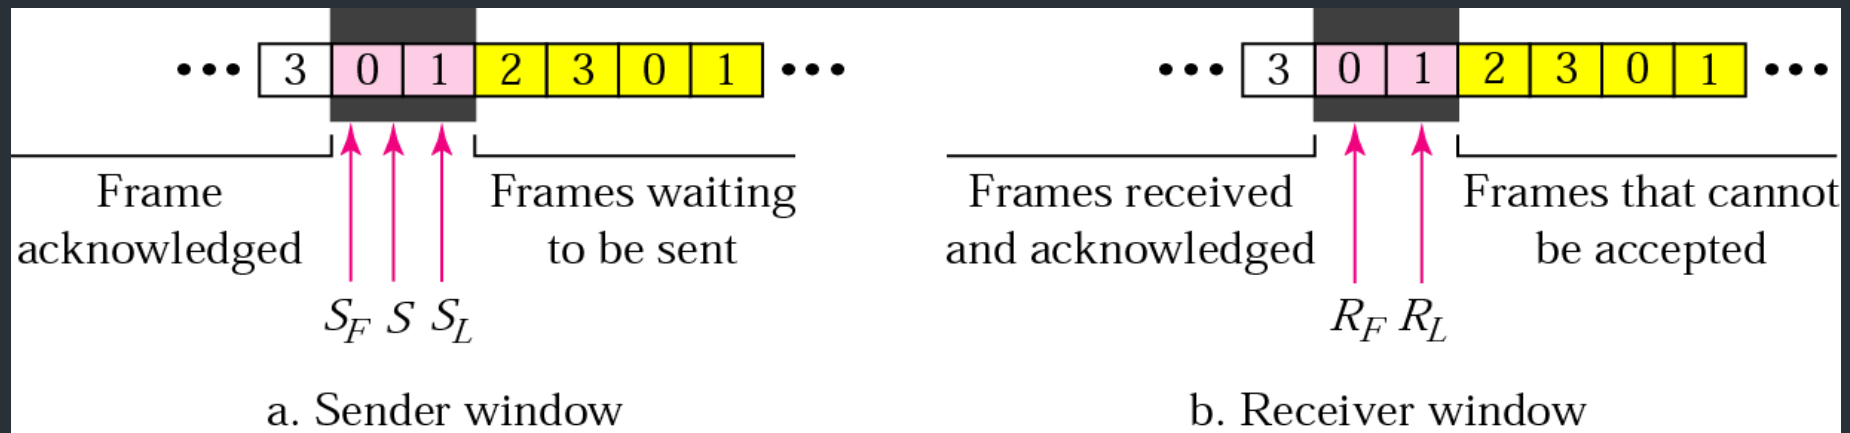 ••• 3 0 1 2 3 0 1 •••
Frame
acknowledged
Frames waiting
to be sent
S_F S S_L
a. Sender window
••• 3 0 1 2 3 0 1 •••
Frames received
and acknowledged
Frames that cannot
be accepted
R_F R_L
b. Receiver window